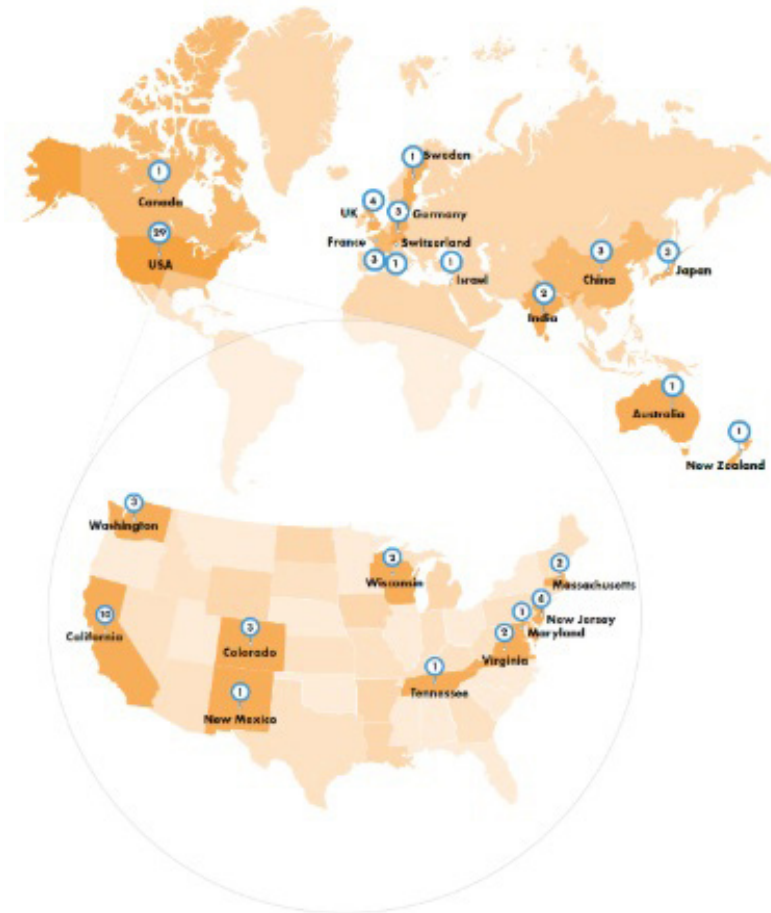 1
Sweden
1
Canada
4
UK
Germany
29
USA
France
Switzerland
3
1
1
Israel
3
China
3
Japan
2
India
1
Australia
1
New Zealand
3
Washington
2
Wisconsin
2
Massachusetts
10
California
3
Colorado
4
New Jersey
1
Maryland
2
Virginia
1
Tennessee
1
New Mexico